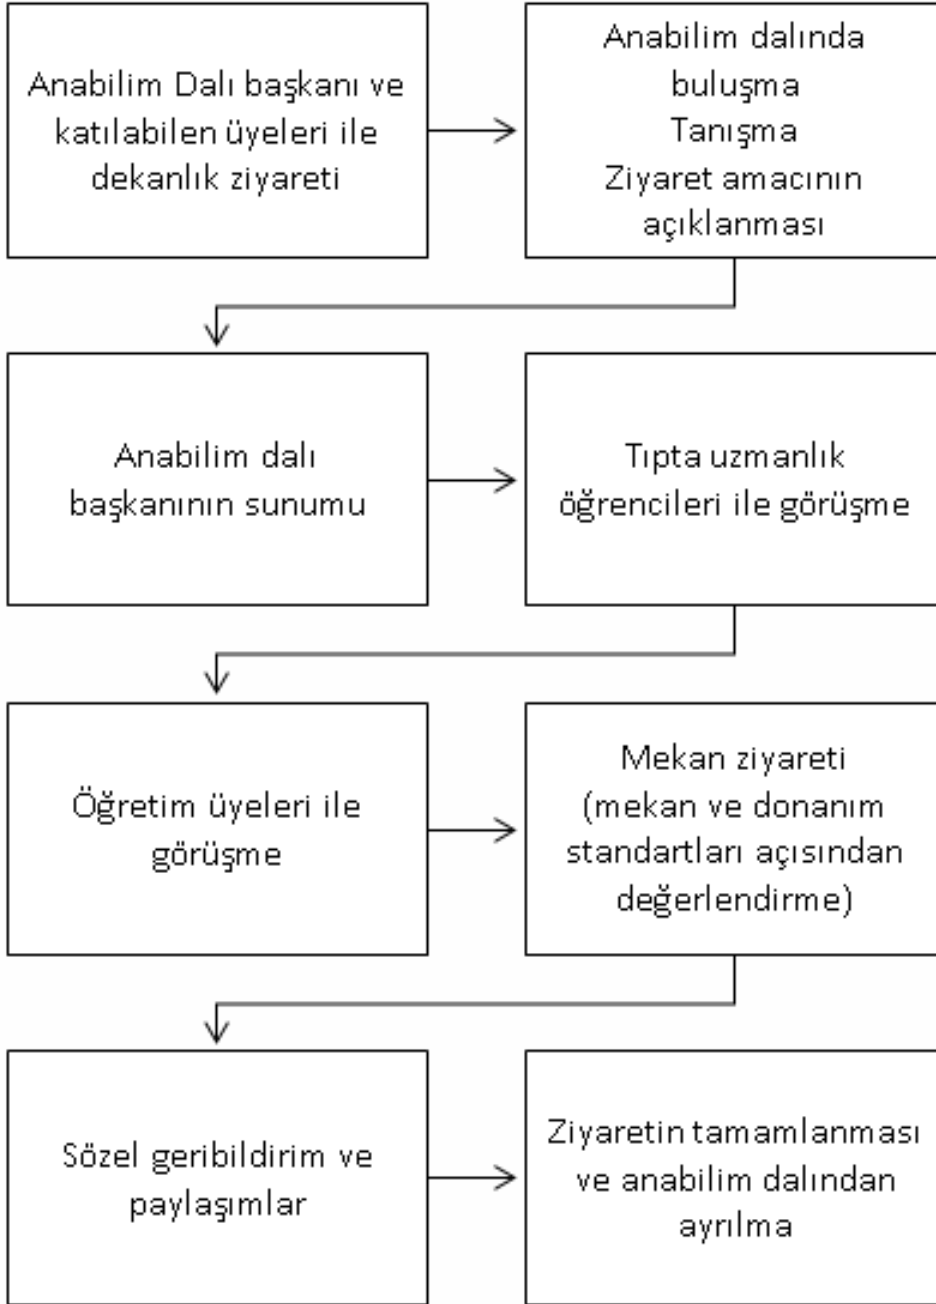 Anabilim Dalı başkanı ve
katılabilen üyeleri ile
dekanlık ziyareti
Anabilim dalında
buluşma
Tanışma
Ziyaret amacının
açıklanması
Anabilim dalı
başkanının sunumu
Tıpta uzmanlık
öğrencileri ile görüşme
Öğretim üyeleri ile
görüşme
Mekan ziyareti
(mekan ve donanım
standartları açısından
değerlendirme)
Sözel geribildirim ve
paylaşımlar
Ziyaretin tamamlanması
ve anabilim dalından
ayrılma